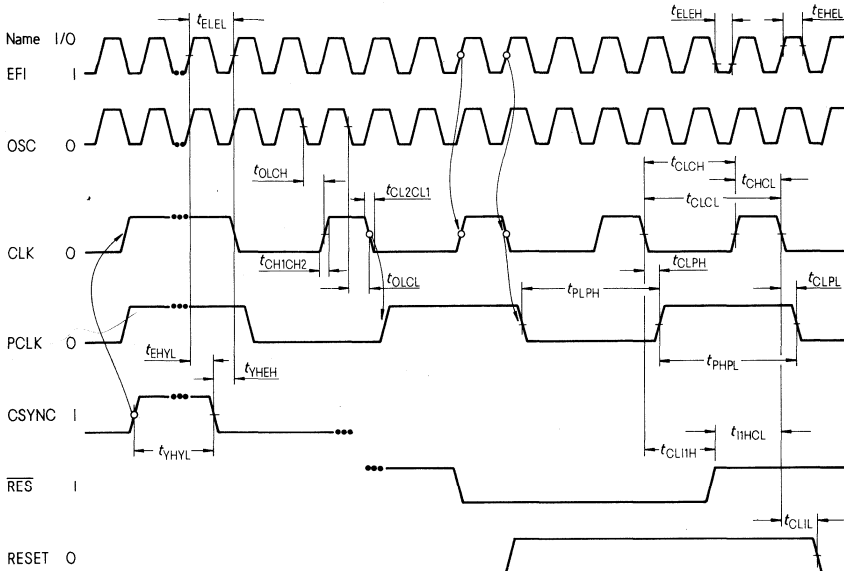 tELEL
tELEH
tEHEL
Name I/O
EFI I
OSC O
tOLCH
tCL2CL1
tCLCH
tCHCL
tCLCL
CLK O
tCH1CH2
tOLCL
tCLPH
tPLPH
tCLPL
PCLK O
tEHYL
tYHEH
tPHPL
CSYNC I
tYHYL
tI1HCL
tCLI1H
RES I
tCLIL
RESET O